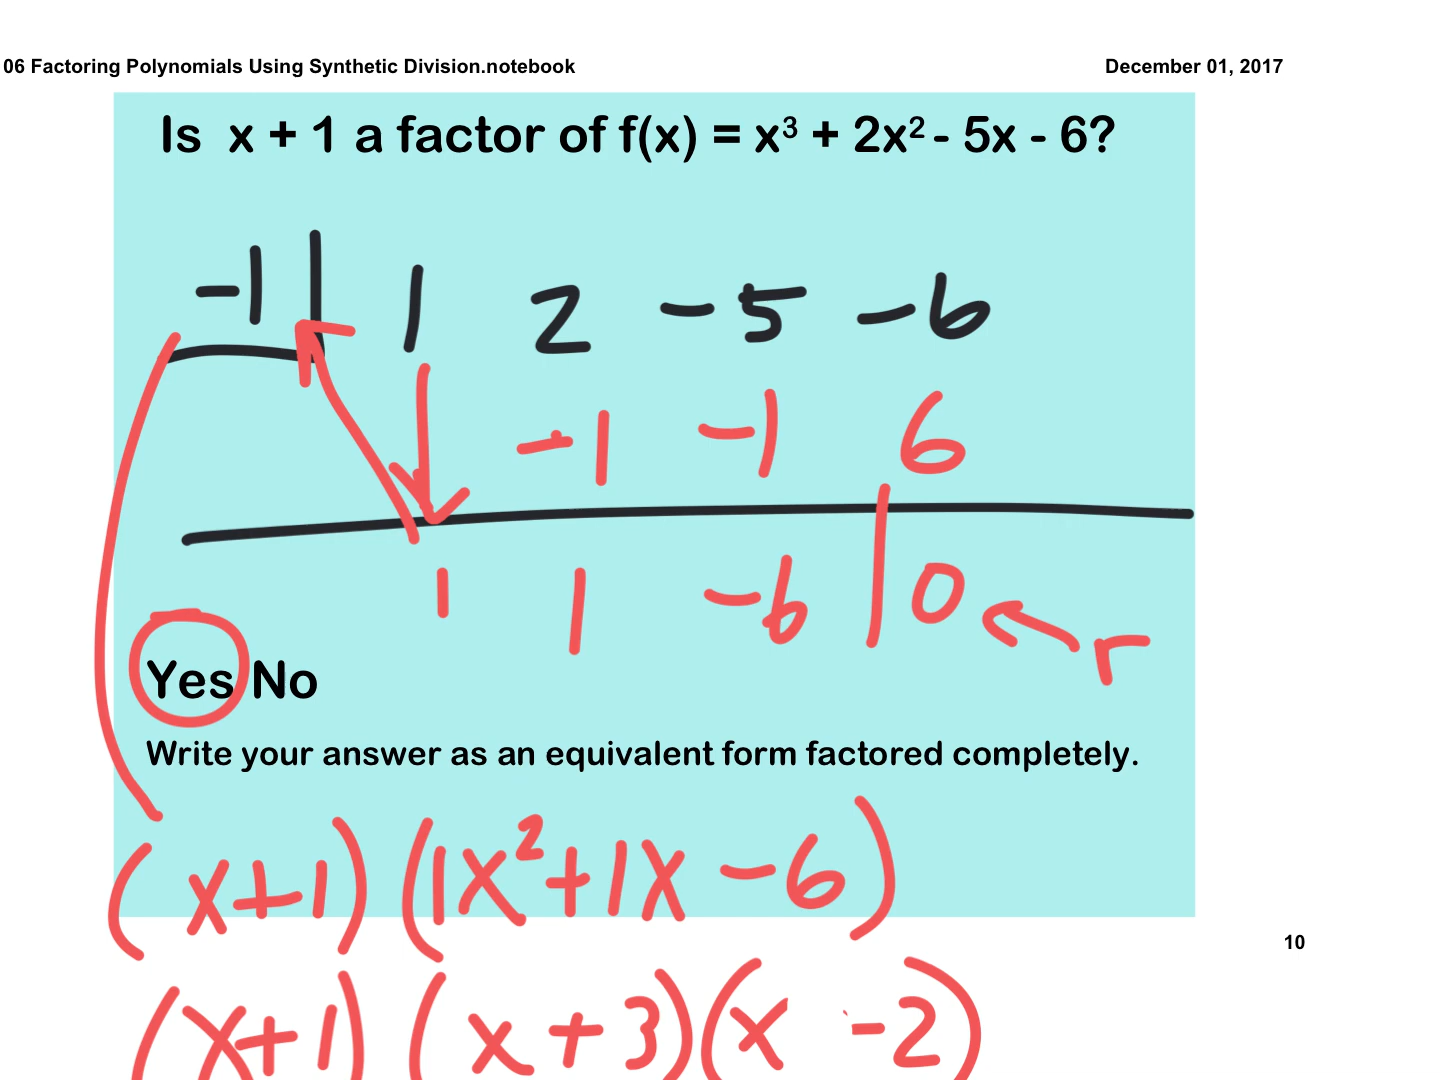 06 Factoring Polynomials Using Synthetic Division.notebook
December 01, 2017
Is x + 1 a factor of f(x) = x³ + 2x² - 5x - 6?
-1 | 1 2 -5 -6
-1 -1 6
1 1 -6 | 0 ← r
Yes No
Write your answer as an equivalent form factored completely.
(x+1)(1x²+1x-6)
10
(x+1)(x+3)(x-2)